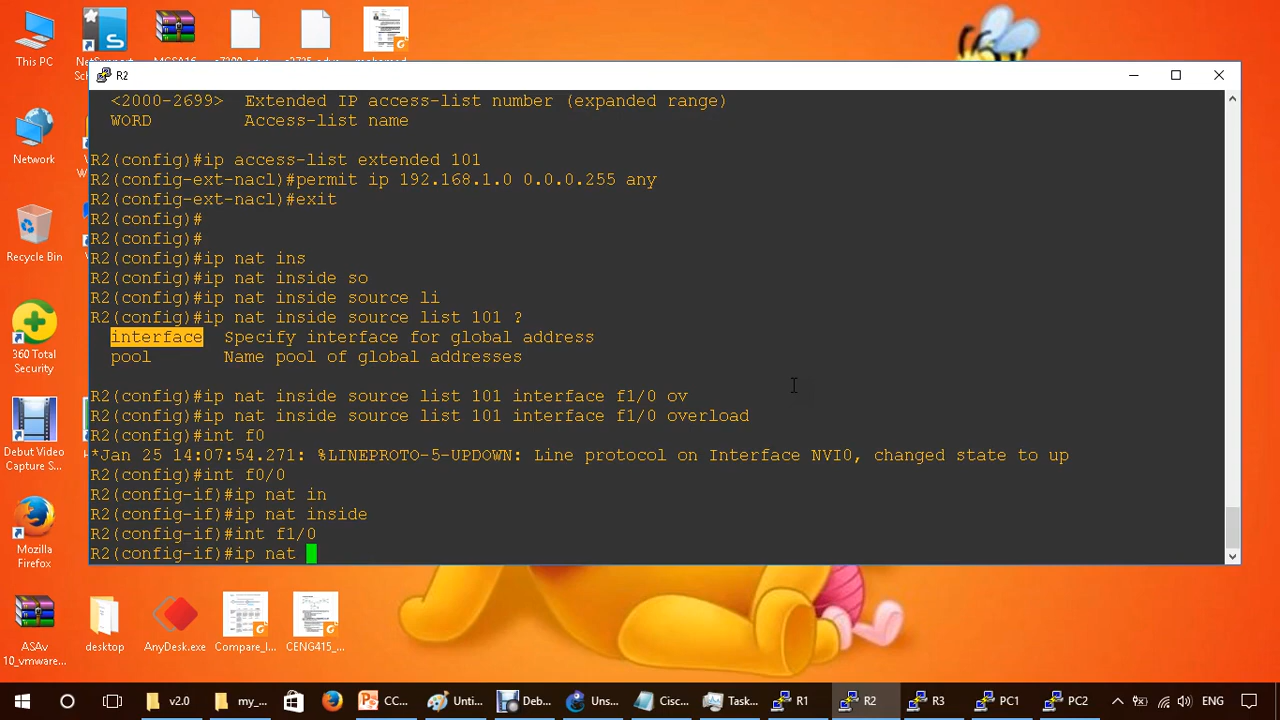 This PC
NetSupport
Sch...
MCSA16
c7200-advi...
c3725-adv...
mohamed
Network
Recycle Bin
360 Total
Security
Debut Video
Capture S...
Mozilla
Firefox
ASAv
10_vmware...
desktop
AnyDesk.exe
Compare_I...
CENG415_...
R2
<2000-2699> Extended IP access-list number (expanded range)
WORD Access-list name
R2(config)#ip access-list extended 101
R2(config-ext-nacl)#permit ip 192.168.1.0 0.0.0.255 any
R2(config-ext-nacl)#exit
R2(config)#
R2(config)#
R2(config)#ip nat ins
R2(config)#ip nat inside so
R2(config)#ip nat inside source li
R2(config)#ip nat inside source list 101 ?
interface Specify interface for global address
pool Name pool of global addresses
R2(config)#ip nat inside source list 101 interface f1/0 ov
R2(config)#ip nat inside source list 101 interface f1/0 overload
R2(config)#int f0
*Jan 25 14:07:54.271: %LINEPROTO-5-UPDOWN: Line protocol on Interface NVI0, changed state to up
R2(config)#int f0/0
R2(config-if)#ip nat in
R2(config-if)#ip nat inside
R2(config-if)#int f1/0
R2(config-if)#ip nat
v2.0
my_...
CC...
Unti...
Deb...
Uns...
Cisc...
Task...
R1
R2
R3
PC1
PC2
ENG